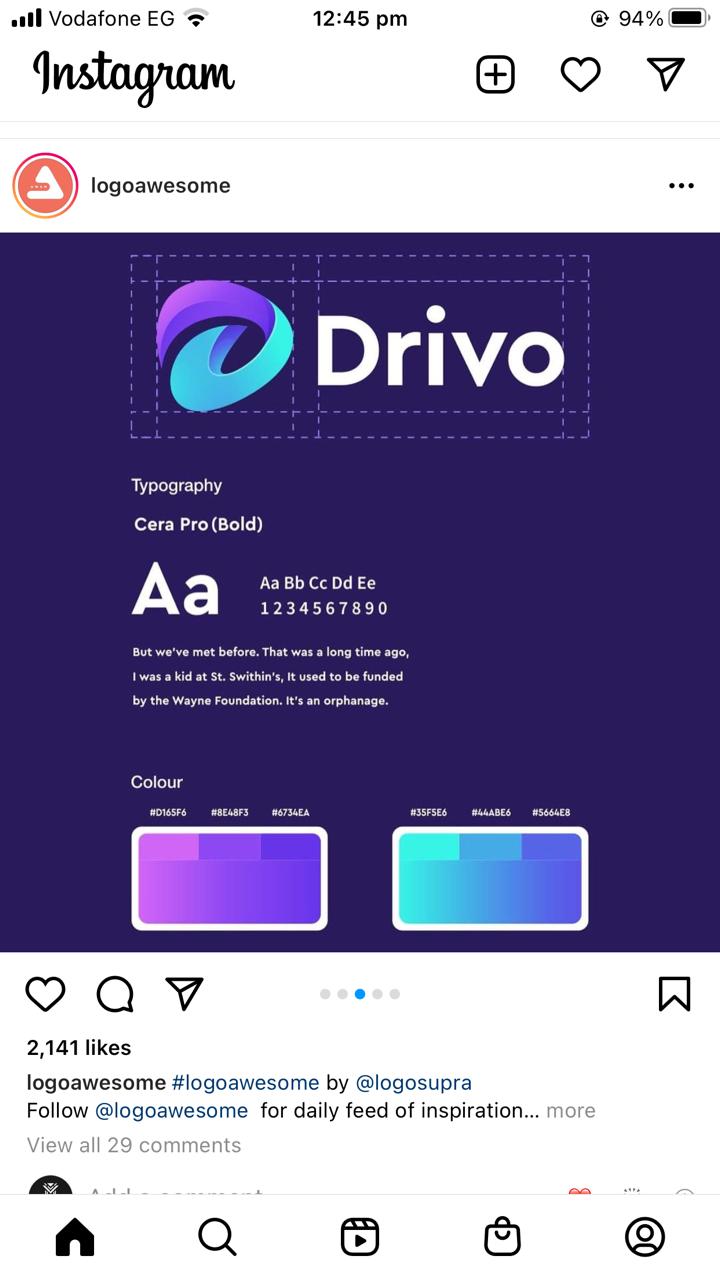 Vodafone EG
12:45 pm
94%
Instagram
logoawesome
Drivo
Typography
Cera Pro (Bold)
Aa
Aa Bb Cc Dd Ee
1 2 3 4 5 6 7 8 9 0
But we've met before. That was a long time ago,
I was a kid at St. Swithin's, It used to be funded
by the Wayne Foundation. It's an orphanage.
Colour
#D165F6 #8E48F3 #6734EA
#35F5E6 #44ABE6 #5664E8
2,141 likes
logoawesome #logoawesome by @logosupra
Follow @logoawesome for daily feed of inspiration... more
View all 29 comments
Add a comment